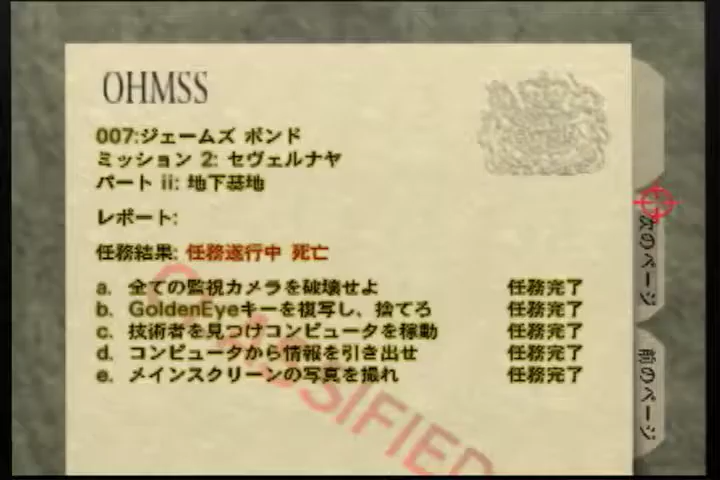 OHMSS
007:ジェームズ ボンド
ミッション 2: セヴェルナヤ
パート ii: 地下基地
レポート:
任務結果: 任務遂行中 死亡
a. 全ての監視カメラを破壊せよ 任務完了
b. GoldenEyeキーを複写し、捨てろ 任務完了
c. 技術者を見つけコンピュータを稼動 任務完了
d. コンピュータから情報を引き出せ 任務完了
e. メインスクリーンの写真を撮れ 任務完了
CLASSIFIED
次のページ
前のページ